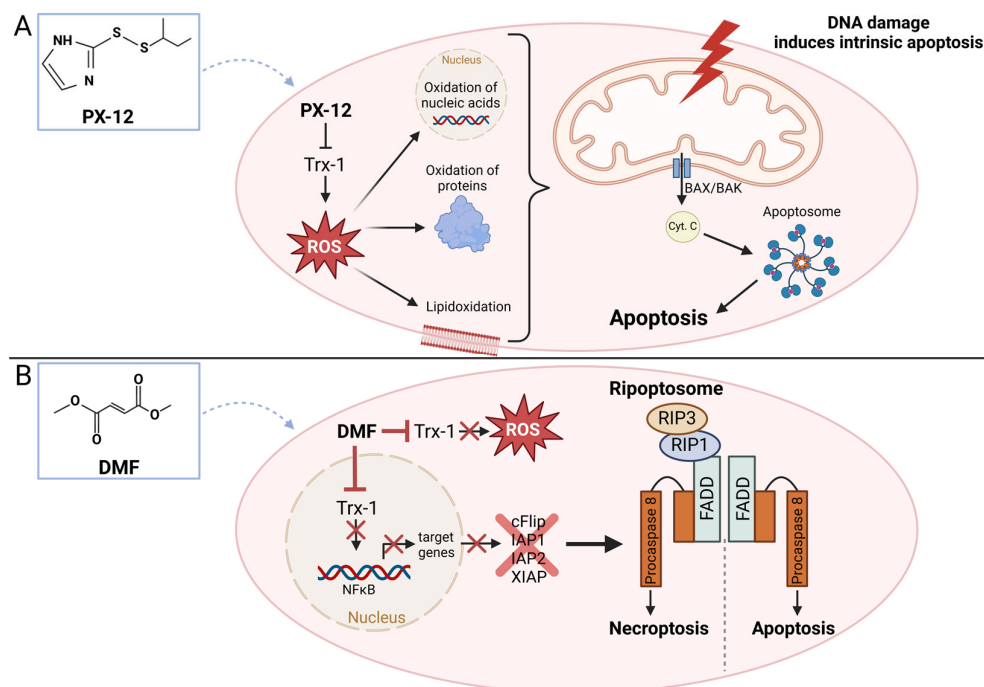 A
NH
S
S
N
PX-12
DNA damage
induces intrinsic apoptosis
Nucleus
Oxidation of
nucleic acids
PX-12
Trx-1
ROS
Oxidation of
proteins
Lipidoxidation
BAX/BAK
Cyt. C
Apoptosome
Apoptosis
B
O
O
O
O
DMF
DMF
Trx-1
ROS
Trx-1
target
genes
NFκB
Nucleus
cFlip
IAP1
IAP2
XIAP
Ripoptosome
RIP3
RIP1
FADD
FADD
Procaspase 8
Procaspase 8
Necroptosis
Apoptosis